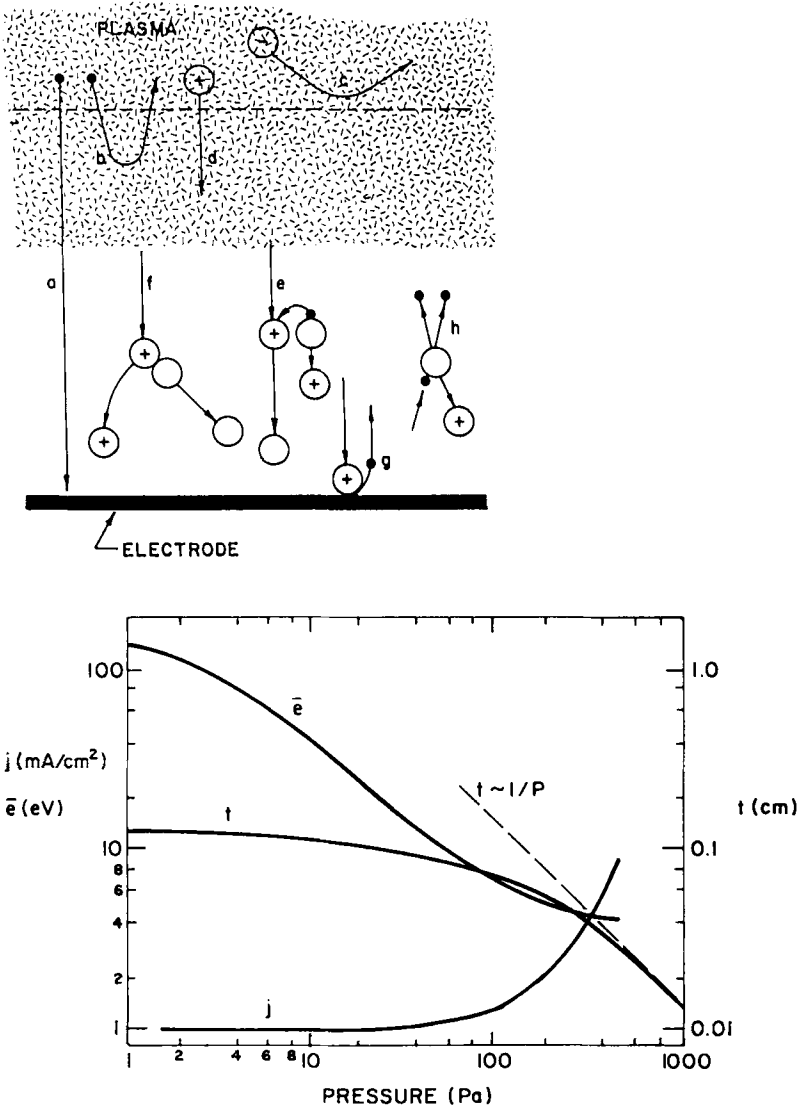 PLASMA
a
b
c
d
e
f
g
h
ELECTRODE
100
1.0
ē
j (mA/cm²)
ē (eV)
t
t ~ 1/P
t (cm)
10
0.1
8
6
4
2
j
1
0.01
1 2 4 6 8 10 100 1000
PRESSURE (Pa)